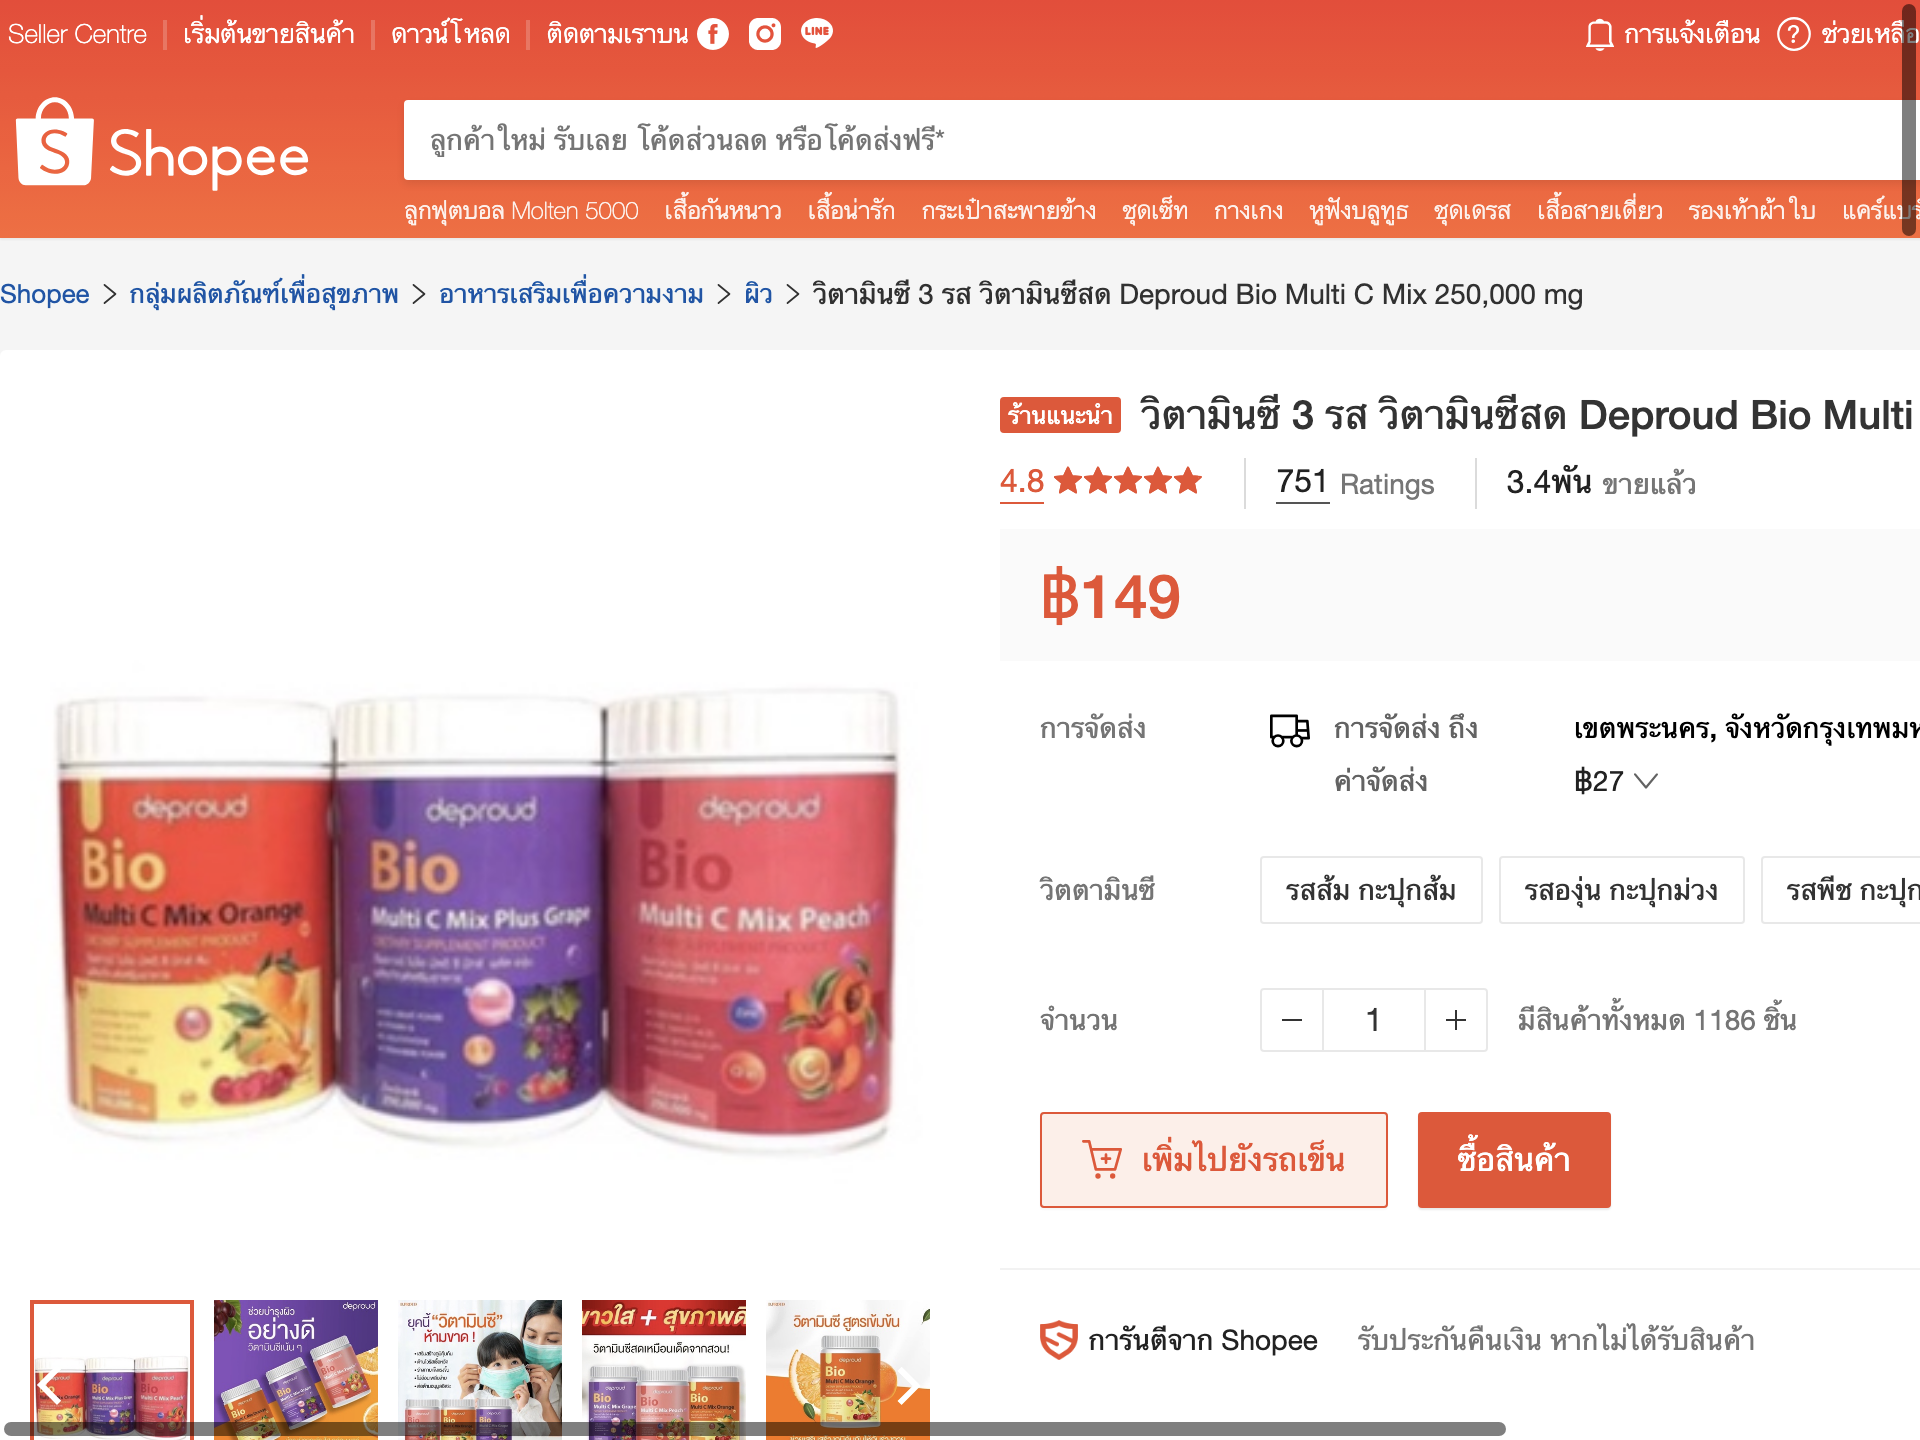 Seller Centre
เริ่มต้นขายสินค้า
ดาวน์โหลด
ติดตามเราบน
LINE
การแจ้งเตือน
ช่วยเหลือ
Shopee
ลูกค้าใหม่ รับเลย โค้ดส่วนลด หรือโค้ดส่งฟรี*
ลูกฟุตบอล Molten 5000 เสื้อกันหนาว เสื้อน่ารัก กระเป๋าสะพายข้าง ชุดเซ็ท กางเกง หูฟังบลูทูธ ชุดเดรส เสื้อสายเดี่ยว รองเท้าผ้าใบ
Shopee > กลุ่มผลิตภัณฑ์เพื่อสุขภาพ > อาหารเสริมเพื่อความงาม > ผิว > วิตามินซี 3 รส วิตามินซีสด Deproud Bio Multi C Mix 250,000 mg
ร้านแนะนำ วิตามินซี 3 รส วิตามินซีสด Deproud Bio Multi
4.8
751 Ratings
3.4พัน ขายแล้ว
฿149
การจัดส่ง
การจัดส่ง ถึง
เขตพระนคร, จังหวัดกรุงเทพมห
ค่าจัดส่ง
฿27
วิตตามินซี
รสส้ม กะปุกส้ม
รสองุ่น กะปุกม่วง
รสพีช กะปุก
จำนวน
1
มีสินค้าทั้งหมด 1186 ชิ้น
เพิ่มไปยังรถเข็น
ซื้อสินค้า
การันตีจาก Shopee
รับประกันคืนเงิน หากไม่ได้รับสินค้า
deproud
Bio
Multi C Mix Orange
DIETARY SUPPLEMENT PRODUCT
deproud
Bio
Multi C Mix Plus Grape
DIETARY SUPPLEMENT PRODUCT
deproud
Bio
Multi C Mix Peach
ช่วยบำรุงผิว
อย่างดี
วิตามินซีเน้น ๆ
deproud
ยุคนี้ "วิตามินซี"
ห้ามขาด !
ขาวใส + สุขภาพดี
วิตามินซีสดเหมือนเด็ดจากสวน!
วิตามินซี สูตรเข้มข้น
deproud
Bio
Multi C Mix Orange